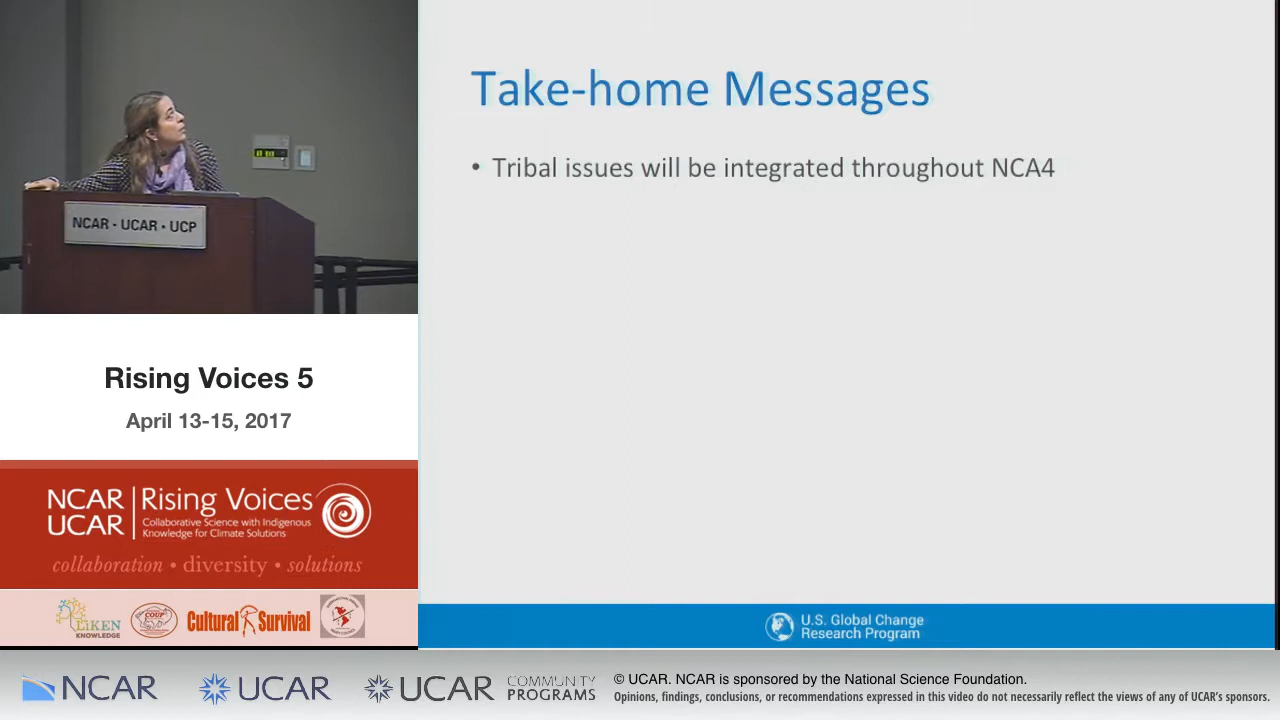 Take-home Messages
• Tribal issues will be integrated throughout NCA4
NCAR • UCAR • UCP
Rising Voices 5
April 13-15, 2017
NCAR
UCAR
Rising Voices
Collaborative Science with Indigenous
Knowledge for Climate Solutions
collaboration • diversity • solutions
LiKEN
KNOWLEDGE
COUP
Cultural Survival
U.S. Global Change
Research Program
NCAR
UCAR
UCAR
COMMUNITY
PROGRAMS
© UCAR. NCAR is sponsored by the National Science Foundation.
Opinions, findings, conclusions, or recommendations expressed in this video do not necessarily reflect the views of any of UCAR's sponsors.